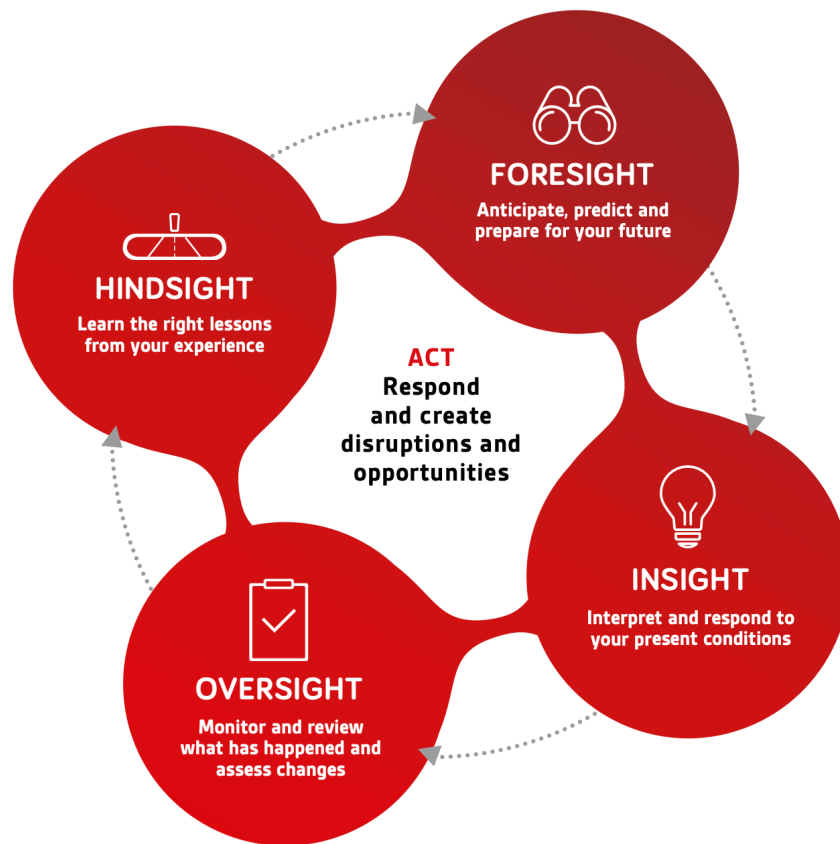 FORESIGHT
Anticipate, predict and
prepare for your future
HINDSIGHT
Learn the right lessons
from your experience
ACT
Respond
and create
disruptions and
opportunities
INSIGHT
Interpret and respond to
your present conditions
OVERSIGHT
Monitor and review
what has happened and
assess changes